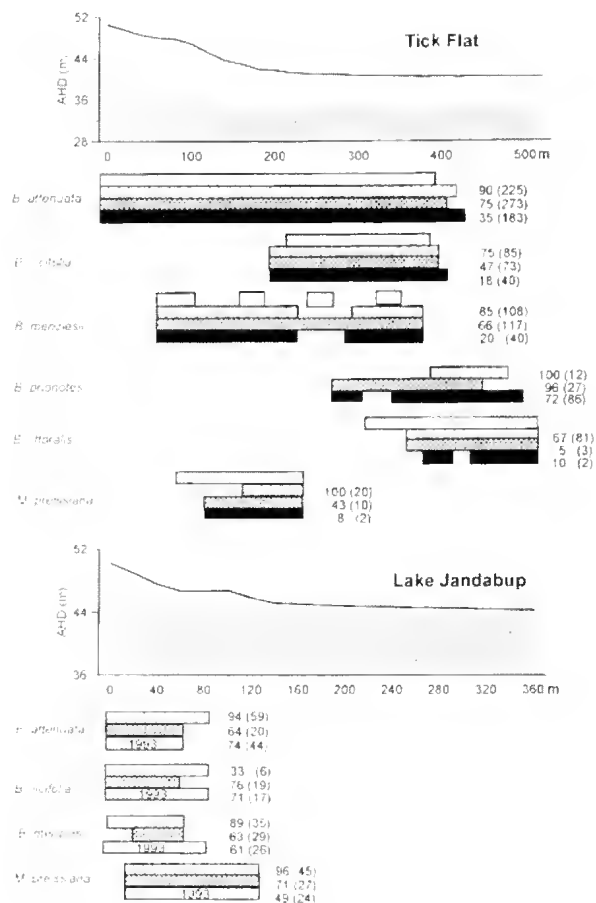 52
Tick Flat
44
AHD (m)
36
28
0 100 200 300 400 500 m
B. attenuata
90 (225)
75 (273)
35 (183)
75 (85)
47 (73)
18 (40)
B. menziesii
85 (108)
66 (117)
20 (40)
B. prionotes
100 (12)
96 (27)
72 (86)
littoralis
67 (81)
5 (3)
10 (2)
M. preissiana
100 (20)
43 (10)
8 (2)
52
Lake Jandabup
AHD (m)
44
36
0 40 80 120 160 200 240 280 320 360 m
attenuata
94 (59)
64 (20)
1993 74 (44)
B. ilicifolia
33 (6)
76 (19)
1993 71 (17)
B. menziesii
89 (35)
63 (29)
1993 61 (26)
M. preissiana
96 45)
71 (27)
1993 49 (24)